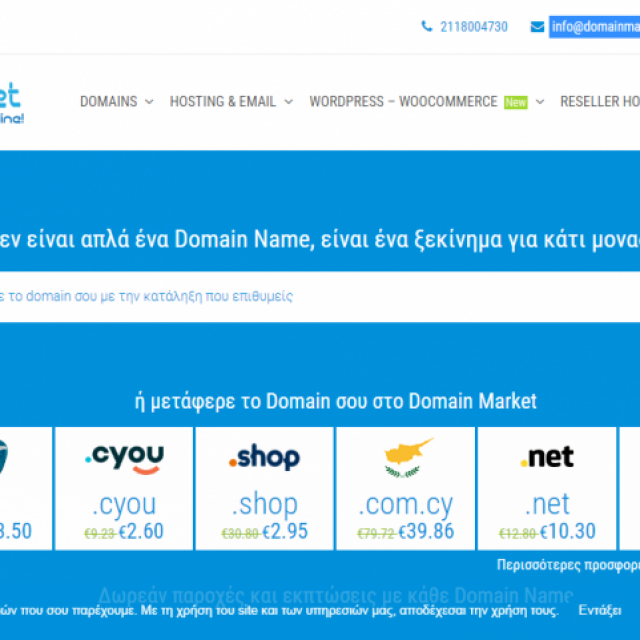 2118004730 info@domainma
et
ine!
DOMAINS HOSTING & EMAIL WORDPRESS – WOOCOMMERCE New RESELLER HO
εν είναι απλά ένα Domain Name, είναι ένα ξεκίνημα για κάτι μονα
ε το domain σου με την κατάληξη που επιθυμείς
ή μετάφερε το Domain σου στο Domain Market
.cyou .shop .net
.cyou .shop .com.cy .net
3.50 €9.23 €2.60 €30.80 €2.95 €79.72 €39.86 €12.80 €10.30
Περισσότερες προσφορ
Δωρεάν παροχές και εκπτώσεις με κάθε Domain Name
ών που σου παρέχουμε. Με τη χρήση του site και των υπηρεσιών μας, αποδέχεσαι την χρήση τους. Εντάξει